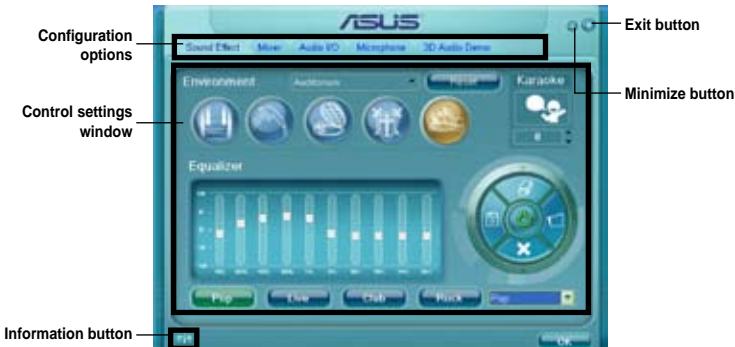 ASUS
Exit button
Configuration options
Sound Effect Mixer Audio I/O Microphone 3D Audio Demo
Minimize button
Environment Auditorium Reset Karaoke
Control settings window
0
Equalizer
Pop Live Club Rock Pop
Information button
OK